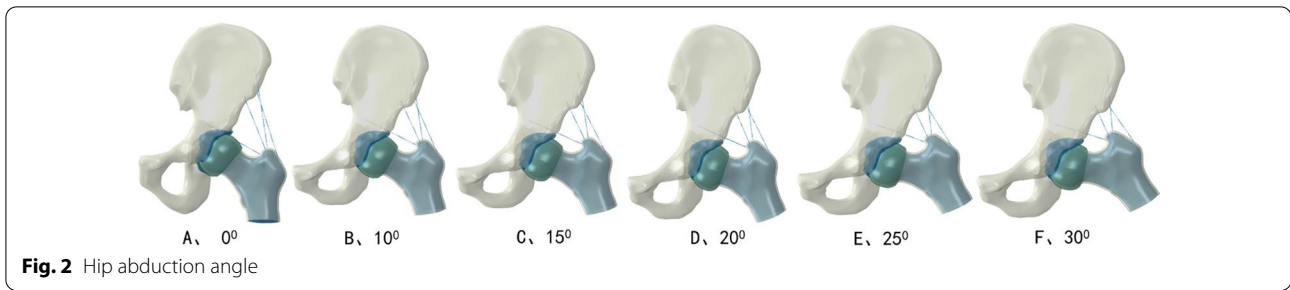 A、 0⁰ B、10⁰ C、15⁰ D、20⁰ E、25⁰ F、30⁰
Fig. 2 Hip abduction angle